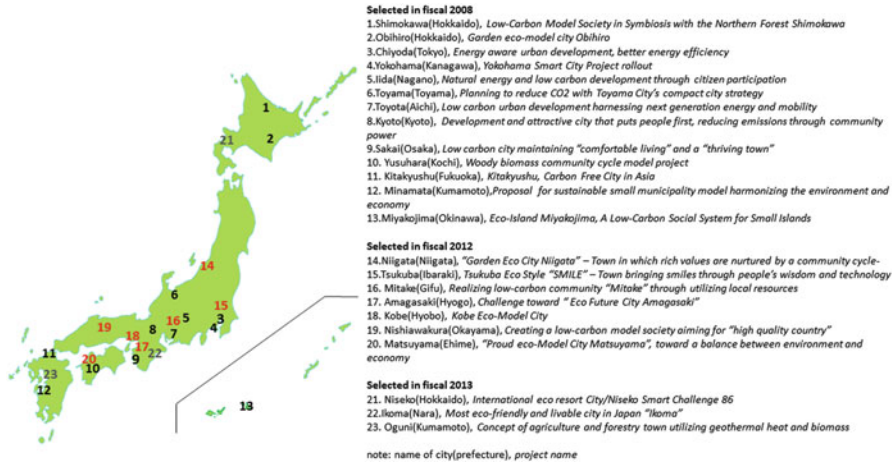 Selected in fiscal 2008
1.Shimokawa(Hokkaido), Low-Carbon Model Society in Symbiosis with the Northern Forest Shimokawa
2.Obihiro(Hokkaido), Garden eco-model city Obihiro
3.Chiyoda(Tokyo), Energy aware urban development, better energy efficiency
4.Yokohama(Kanagawa), Yokohama Smart City Project rollout
5.Iida(Nagano), Natural energy and low carbon development through citizen participation
6.Toyama(Toyama), Planning to reduce CO2 with Toyama City's compact city strategy
7.Toyota(Aichi), Low carbon urban development harnessing next generation energy and mobility
8.Kyoto(Kyoto), Development and attractive city that puts people first, reducing emissions through community
power
9.Sakai(Osaka), Low carbon city maintaining "comfortable living" and a "thriving town"
10. Yusuhara(Kochi), Woody biomass community cycle model project
11. Kitakyushu(Fukuoka), Kitakyushu, Carbon Free City in Asia
12. Minamata(Kumamoto),Proposal for sustainable small municipality model harmonizing the environment and
economy
13.Miyakojima(Okinawa), Eco-Island Miyakojima, A Low-Carbon Social System for Small Islands
Selected in fiscal 2012
14.Niigata(Niigata), "Garden Eco City Niigata" – Town in which rich values are nurtured by a community cycle-
15.Tsukuba(Ibaraki), Tsukuba Eco Style "SMILE" – Town bringing smiles through people's wisdom and technology
16. Mitake(Gifu), Realizing low-carbon community "Mitake" through utilizing local resources
17. Amagasaki(Hyogo), Challenge toward " Eco Future City Amagasaki"
18. Kobe(Hyobo), Kobe Eco-Model City
19. Nishiawakura(Okayama), Creating a low-carbon model society aiming for "high quality country"
20. Matsuyama(Ehime), "Proud eco-Model City Matsuyama", toward a balance between environment and
economy
Selected in fiscal 2013
21. Niseko(Hokkaido), International eco resort City/Niseko Smart Challenge 86
22.Ikoma(Nara), Most eco-friendly and livable city in Japan "Ikoma"
23. Oguni(Kumamoto), Concept of agriculture and forestry town utilizing geothermal heat and biomass
note: name of city(prefecture), project name
1
2
21
14
6
15
16
5
3
19
18
8
7
4
17
22
11
20
9
10
23
12
13